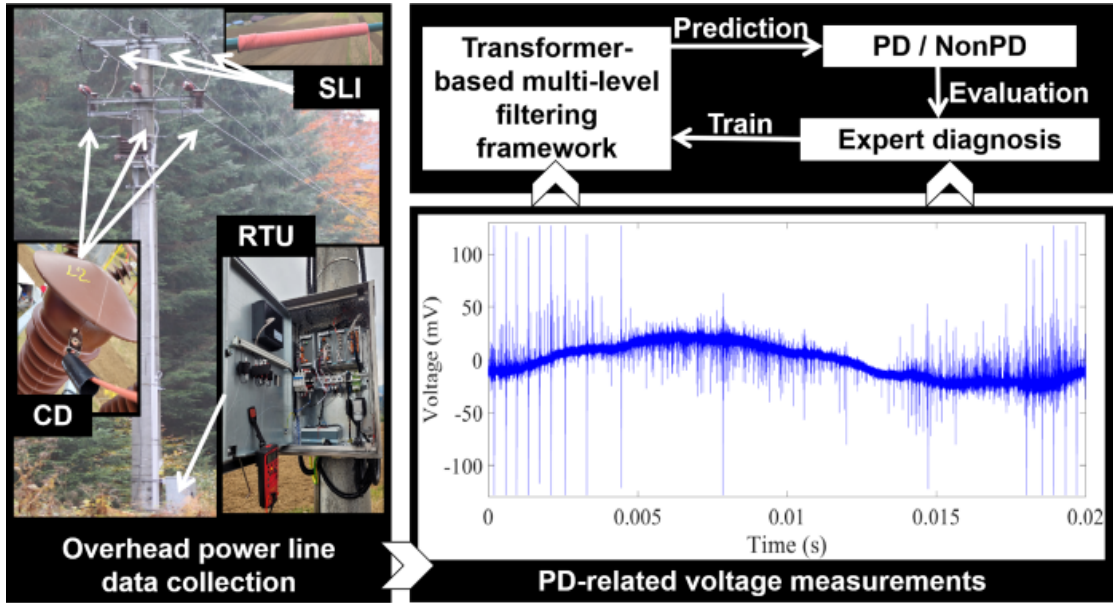 SLI
L2
CD
RTU
Overhead power line
data collection
Transformer-
based multi-level
filtering
framework
Prediction
PD / NonPD
Evaluation
Train
Expert diagnosis
Voltage (mV)
100
50
0
-50
-100
0
0.005
0.01
0.015
0.02
Time (s)
PD-related voltage measurements